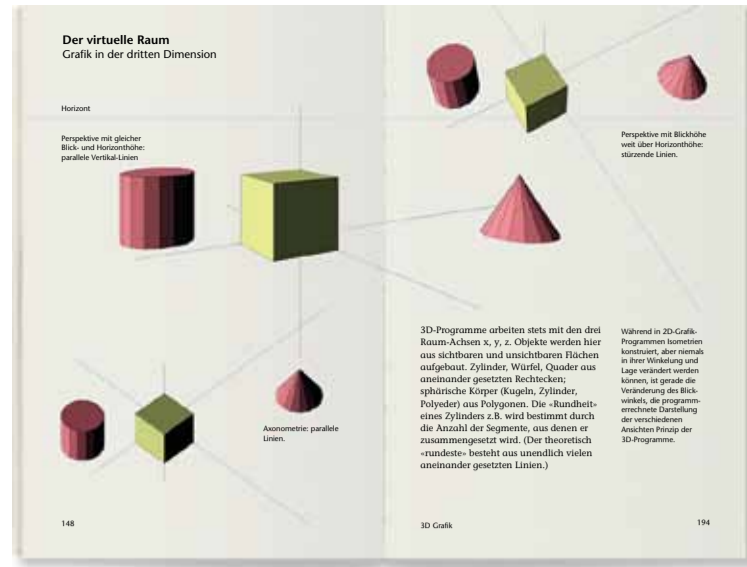 Der virtuelle Raum
Grafik in der dritten Dimension
Horizont
Perspektive mit gleicher
Blick- und Horizonthöhe:
parallele Vertikal-Linien
Axonometrie: parallele
Linien.
148
Perspektive mit Blickhöhe
weit über Horizonthöhe:
stürzende Linien.
3D-Programme arbeiten stets mit den drei
Raum-Achsen x, y, z. Objekte werden hier
aus sichtbaren und unsichtbaren Flächen
aufgebaut. Zylinder, Würfel, Quader aus
aneinander gesetzten Rechtecken;
sphärische Körper (Kugeln, Zylinder,
Polyeder) aus Polygonen. Die «Rundheit»
eines Zylinders z.B. wird bestimmt durch
die Anzahl der Segmente, aus denen er
zusammengesetzt wird. (Der theoretisch
«rundeste» besteht aus unendlich vielen
aneinander gesetzten Linien.)
Während in 2D-Grafik-
Programmen Isometrien
konstruiert, aber niemals
in ihrer Winkelung und
Lage verändert werden
können, ist gerade die
Veränderung des Blick-
winkels, die programm-
errechnete Darstellung
der verschiedenen
Ansichten Prinzip der
3D-Programme.
3D Grafik
194